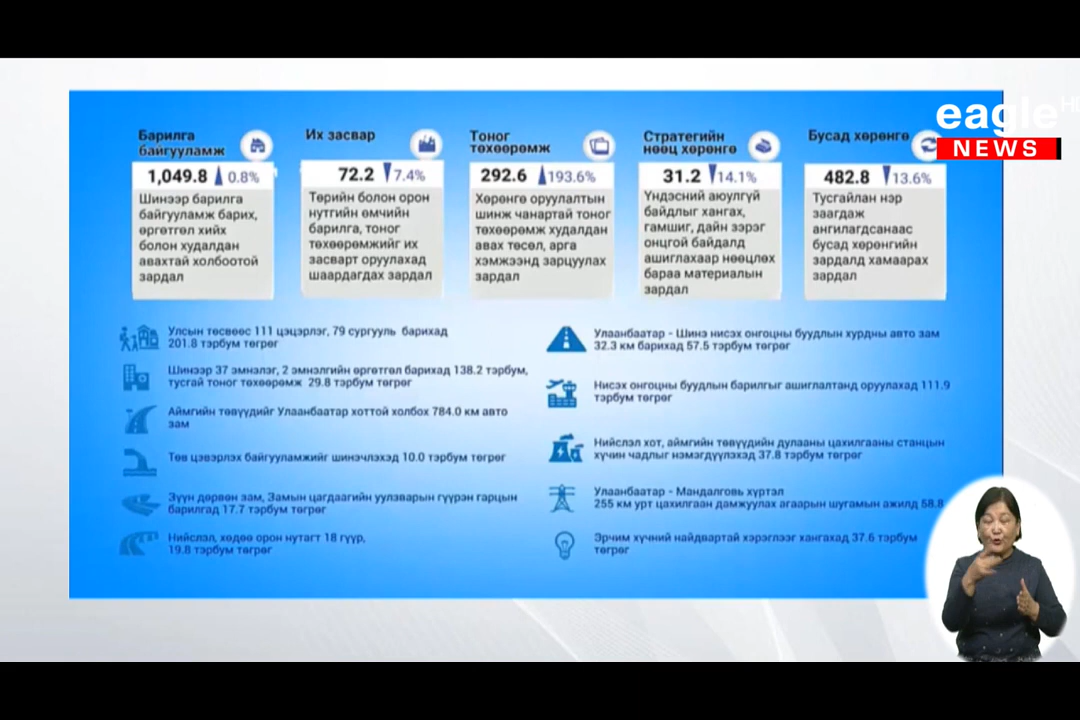 eagle HD
NEWS
Барилга
байгууламж
1,049.8 0.8%
Шинээр барилга
байгууламж барих,
өргөтгөл хийх
болон худалдан
авахтай холбоотой
зардал
Их засвар
72.2 7.4%
Төрийн болон орон
нутгийн өмчийн
барилга, тоног
төхөөрөмжийг их
засварт оруулахад
шаардагдах зардал
Тоног
төхөөрөмж
292.6 193.6%
Хөрөнгө оруулалтын
шинж чанартай тоног
төхөөрөмж худалдан
авах төсөл, арга
хэмжээнд зарцуулах
зардал
Стратегийн
нөөц хөрөнгө
31.2 14.1%
Үндэсний аюулгүй
байдлыг хангах,
гамшиг, дайн зэрэг
онцгой байдалд
ашиглахаар нөөцлөх
бараа материалын
зардал
Бусад хөрөнгө
482.8 13.6%
Тусгайлан нэр
заагдаж
ангилагдсанаас
бусад хөрөнгийн
зардалд хамаарах
зардал
Улсын төсвөөс 111 цэцэрлэг, 79 сургууль барихад
201.8 тэрбум төгрөг
Шинээр 37 эмнэлэг, 2 эмнэлгийн өргөтгөл барихад 138.2 тэрбум,
тусгай тоног төхөөрөмж 29.8 тэрбум төгрөг
Аймгийн төвүүдийг Улаанбаатар хоттой холбох 784.0 км авто
зам
Төв цэвэрлэх байгууламжийг шинэчлэхэд 10.0 тэрбум төгрөг
Зүүн дөрвөн зам, Замын цагдаагийн уулзварын гүүрэн гарцын
барилгад 17.7 тэрбум төгрөг
Нийслэл, хөдөө орон нутагт 18 гүүр,
19.8 тэрбум төгрөг
Улаанбаатар - Шинэ нисэх онгоцны буудлын хурдны авто зам
32.3 км барихад 57.5 тэрбум төгрөг
Нисэх онгоцны буудлын барилгыг ашиглалтанд оруулахад 111.9
тэрбум төгрөг
Нийслэл хот, аймгийн төвүүдийн дулааны цахилгааны станцын
хүчин чадлыг нэмэгдүүлэхэд 37.8 тэрбум төгрөг
Улаанбаатар - Мандалговь хүртэл
255 км урт цахилгаан дамжуулах агаарын шугамын ажилд 58.8
Эрчим хүчний найдвартай хэрэглээг хангахад 37.6 тэрбум
төгрөг